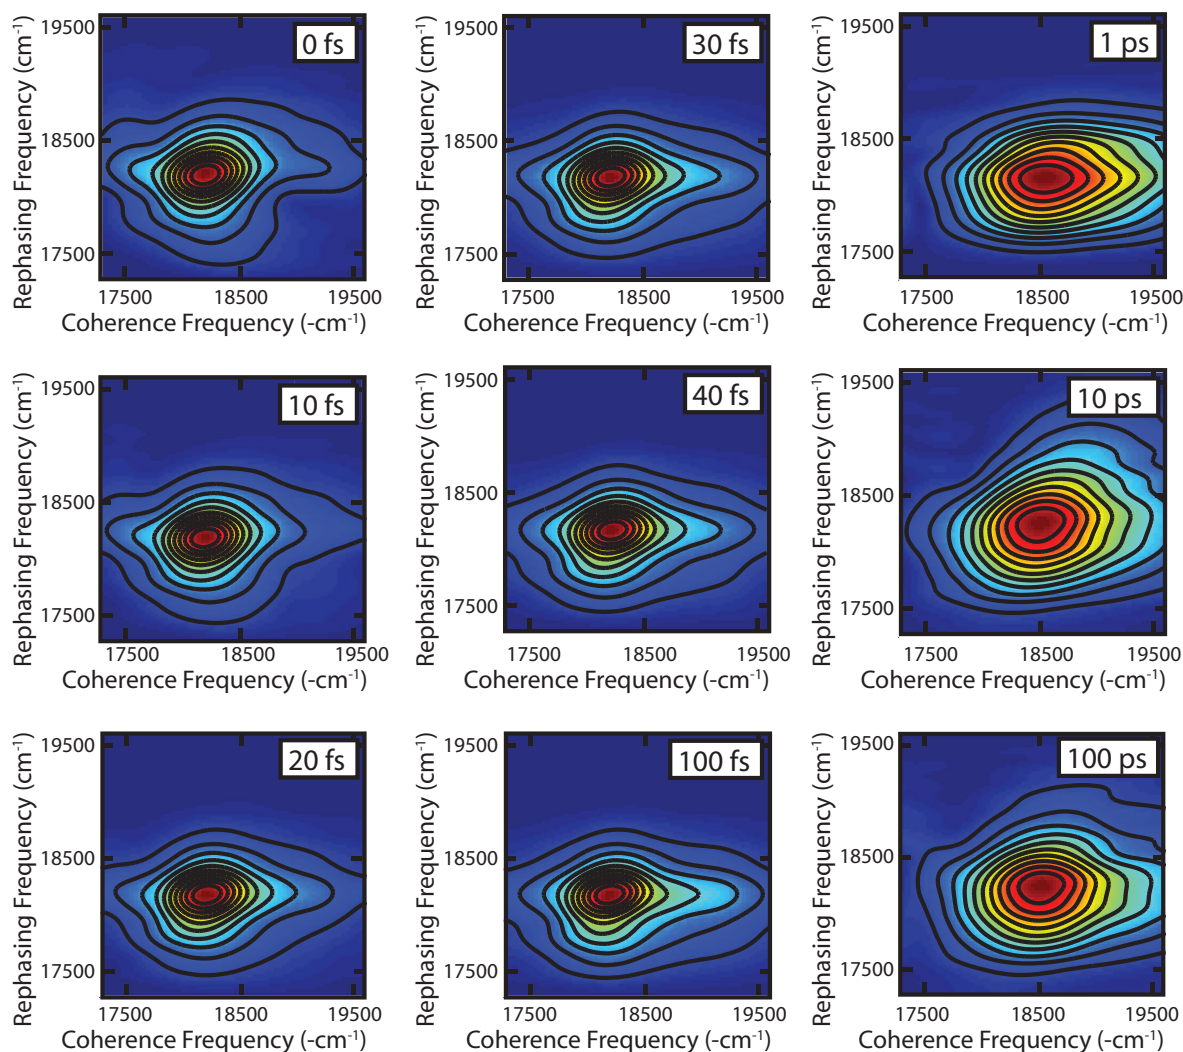 0 fs
19500
18500
17500
Rephasing Frequency (cm⁻¹)
17500 18500 19500
Coherence Frequency (-cm⁻¹)
30 fs
19500
18500
17500
Rephasing Frequency (cm⁻¹)
17500 18500 19500
Coherence Frequency (-cm⁻¹)
1 ps
19500
18500
17500
Rephasing Frequency (cm⁻¹)
17500 18500 19500
Coherence Frequency (-cm⁻¹)
10 fs
19500
18500
17500
Rephasing Frequency (cm⁻¹)
17500 18500 19500
Coherence Frequency (-cm⁻¹)
40 fs
19500
18500
17500
Rephasing Frequency (cm⁻¹)
17500 18500 19500
Coherence Frequency (-cm⁻¹)
10 ps
19500
18500
17500
Rephasing Frequency (cm⁻¹)
17500 18500 19500
Coherence Frequency (-cm⁻¹)
20 fs
19500
18500
17500
Rephasing Frequency (cm⁻¹)
17500 18500 19500
Coherence Frequency (-cm⁻¹)
100 fs
19500
18500
17500
Rephasing Frequency (cm⁻¹)
17500 18500 19500
Coherence Frequency (-cm⁻¹)
100 ps
19500
18500
17500
Rephasing Frequency (cm⁻¹)
17500 18500 19500
Coherence Frequency (-cm⁻¹)